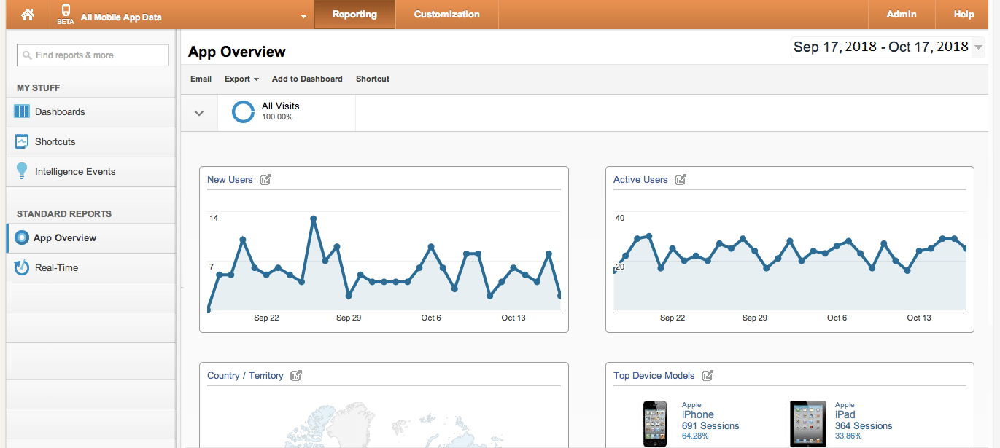 BETA
All Mobile App Data
Reporting
Customization
Admin
Help
Find reports & more
MY STUFF
Dashboards
Shortcuts
Intelligence Events
STANDARD REPORTS
App Overview
Real-Time
App Overview
Sep 17, 2018 - Oct 17, 2018
Email
Export
Add to Dashboard
Shortcut
All Visits
100.00%
New Users
14
7
Sep 22
Sep 29
Oct 6
Oct 13
Active Users
40
20
Sep 22
Sep 29
Oct 6
Oct 13
Country / Territory
Top Device Models
Apple
iPhone
691 Sessions
64.28%
Apple
iPad
364 Sessions
33.86%